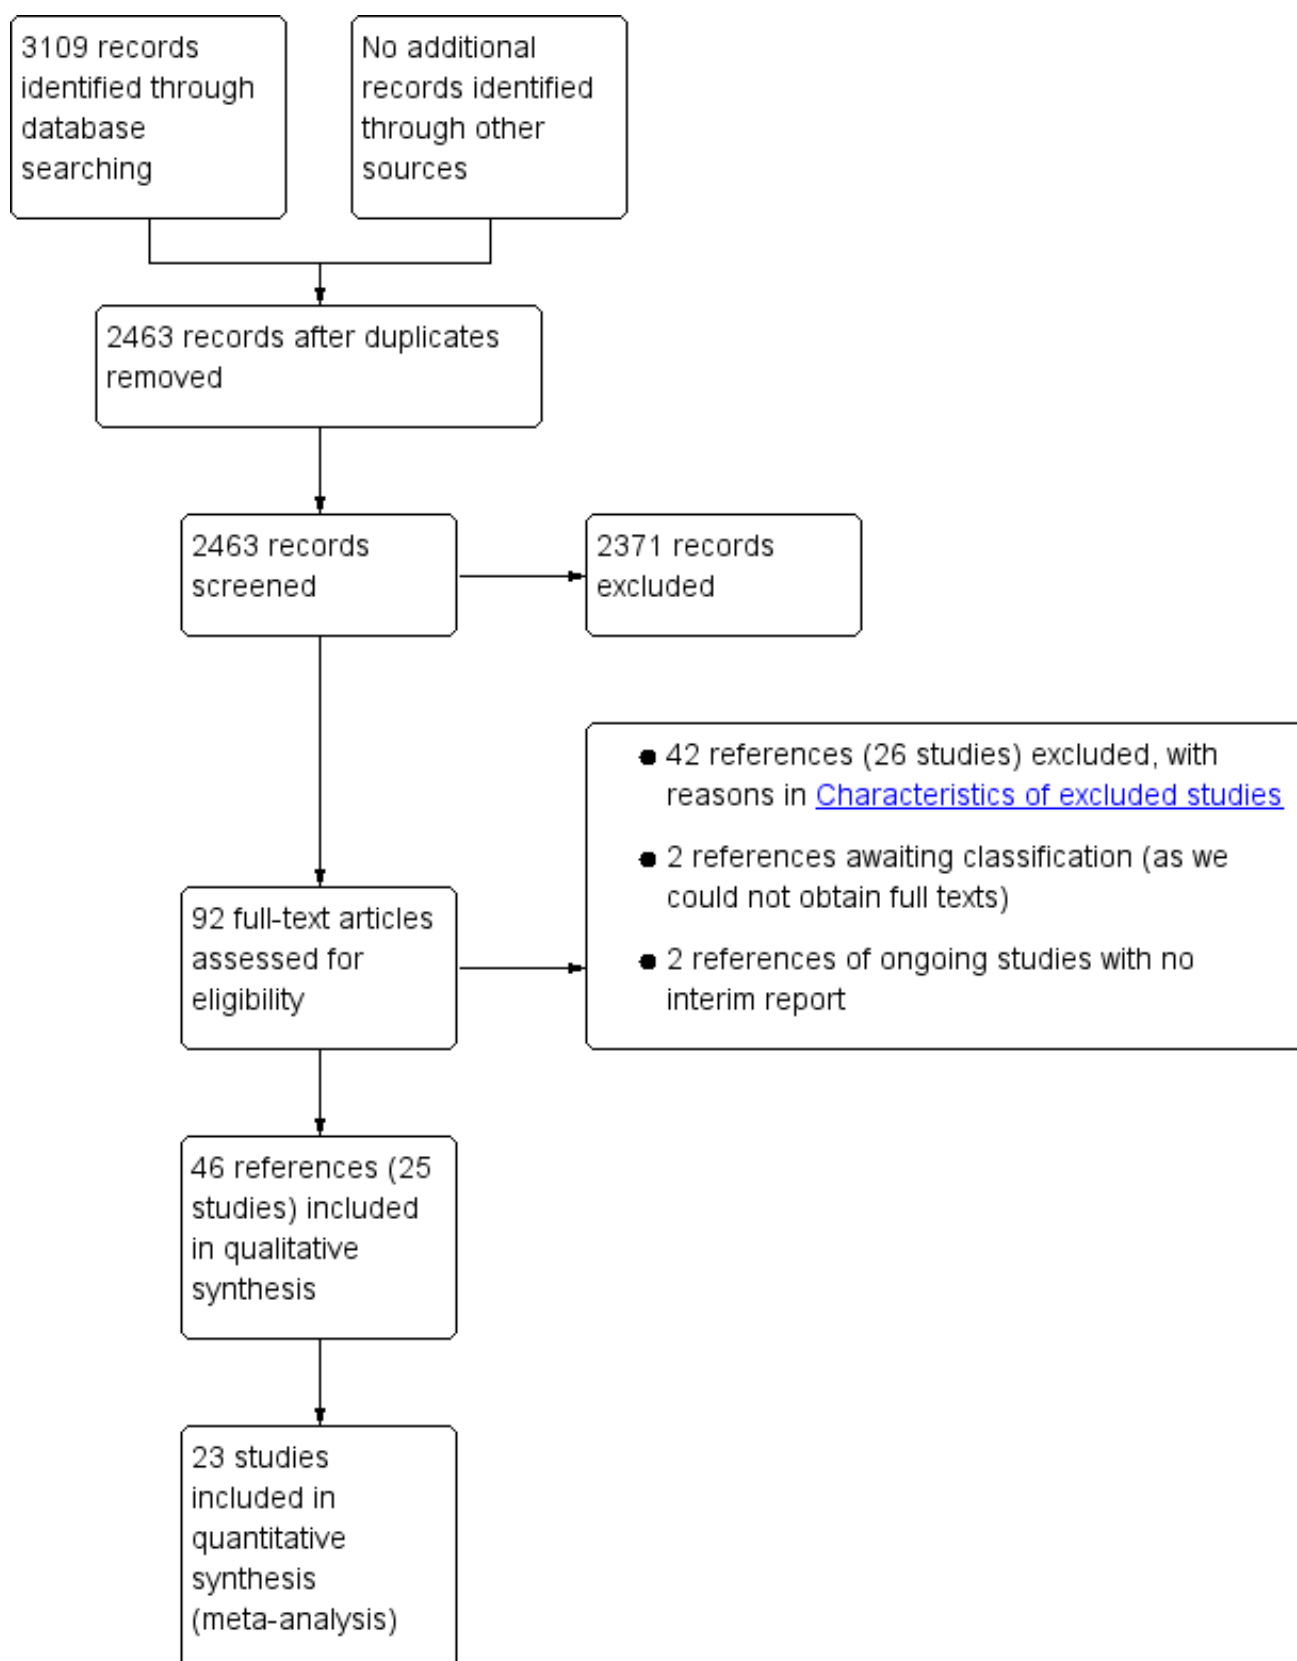 3109 records
identified through
database
searching
No additional
records identified
through other
sources
2463 records after duplicates
removed
2463 records
screened
2371 records
excluded
92 full-text articles
assessed for
eligibility
● 42 references (26 studies) excluded, with
reasons in Characteristics of excluded studies
● 2 references awaiting classification (as we
could not obtain full texts)
● 2 references of ongoing studies with no
interim report
46 references (25
studies) included
in qualitative
synthesis
23 studies
included in
quantitative
synthesis
(meta-analysis)